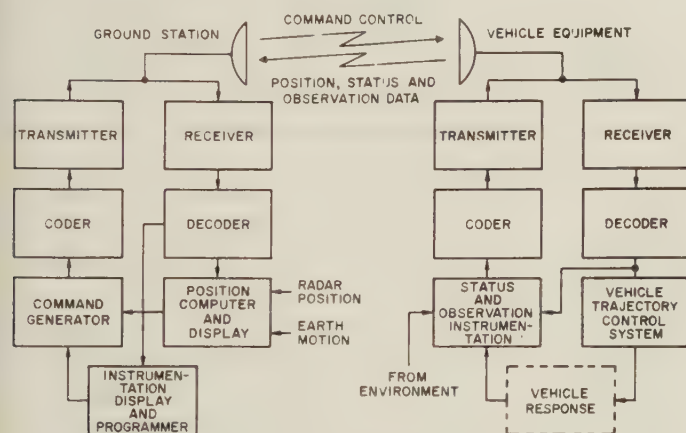 COMMAND CONTROL
GROUND STATION
VEHICLE EQUIPMENT
POSITION, STATUS AND
OBSERVATION DATA
TRANSMITTER
RECEIVER
TRANSMITTER
RECEIVER
CODER
DECODER
CODER
DECODER
COMMAND
GENERATOR
POSITION
COMPUTER
AND
DISPLAY
RADAR
POSITION
EARTH
MOTION
STATUS
AND
OBSERVATION
INSTRUMEN-
TATION
VEHICLE
TRAJECTORY
CONTROL
SYSTEM
INSTRUMEN-
TATION
DISPLAY
AND
PROGRAMMER
FROM
ENVIRONMENT
VEHICLE
RESPONSE